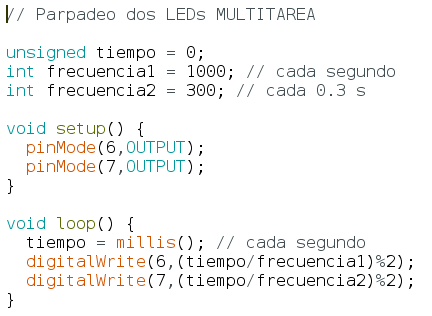 // Parpadeo dos LEDs MULTITAREA
unsigned tiempo = 0;
int frecuencia1 = 1000; // cada segundo
int frecuencia2 = 300; // cada 0.3 s
void setup() {
  pinMode(6,OUTPUT);
  pinMode(7,OUTPUT);
}
void loop() {
  tiempo = millis(); // cada segundo
  digitalWrite(6,(tiempo/frecuencia1)%2);
  digitalWrite(7,(tiempo/frecuencia2)%2);
}